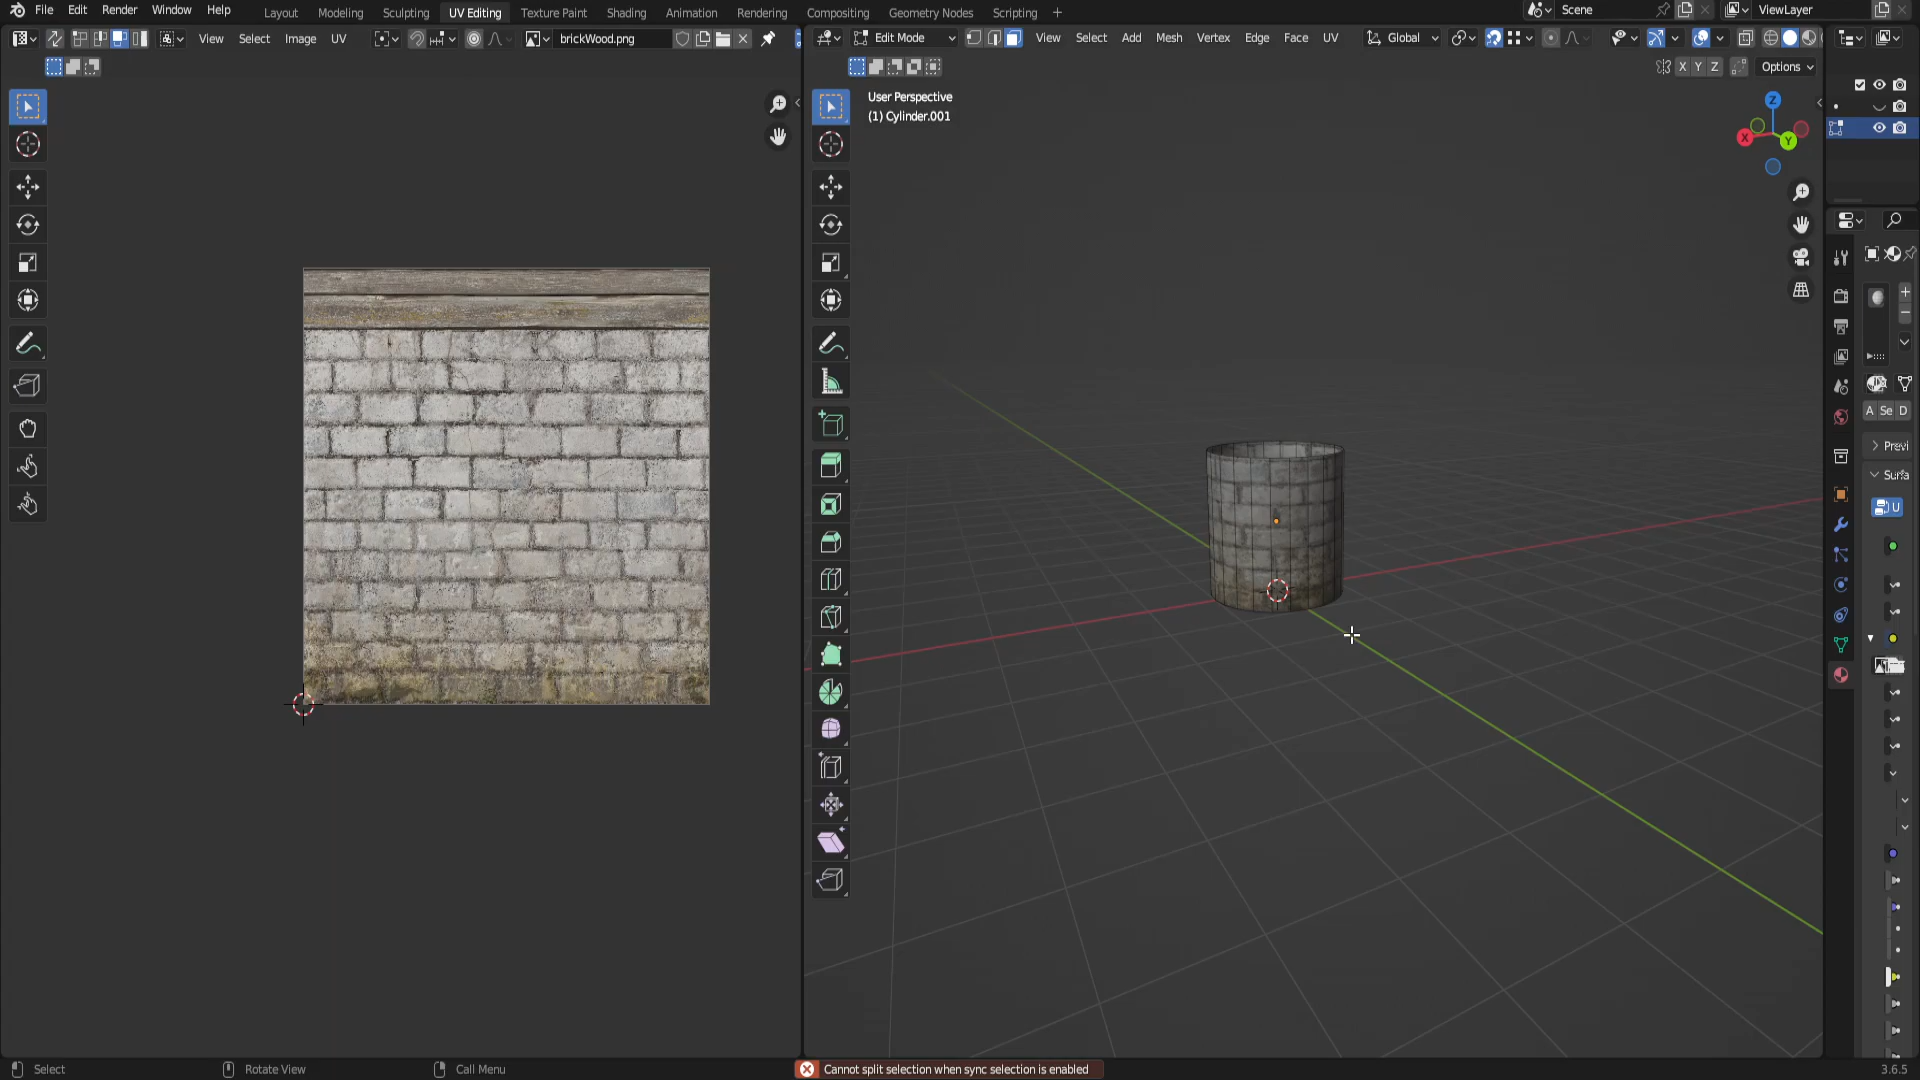 File Edit Render Window Help
Layout Modeling Sculpting UV Editing Texture Paint Shading Animation Rendering Compositing Geometry Nodes Scripting +
Scene
ViewLayer
View Select Image UV
brickWood.png
Edit Mode
View Select Add Mesh Vertex Edge Face UV
Global
X Y Z
Options
User Perspective
(1) Cylinder.001
Z
X
Y
A Se D
Previ
Surfa
U
Select
Rotate View
Call Menu
Cannot split selection when sync selection is enabled
3.6.5